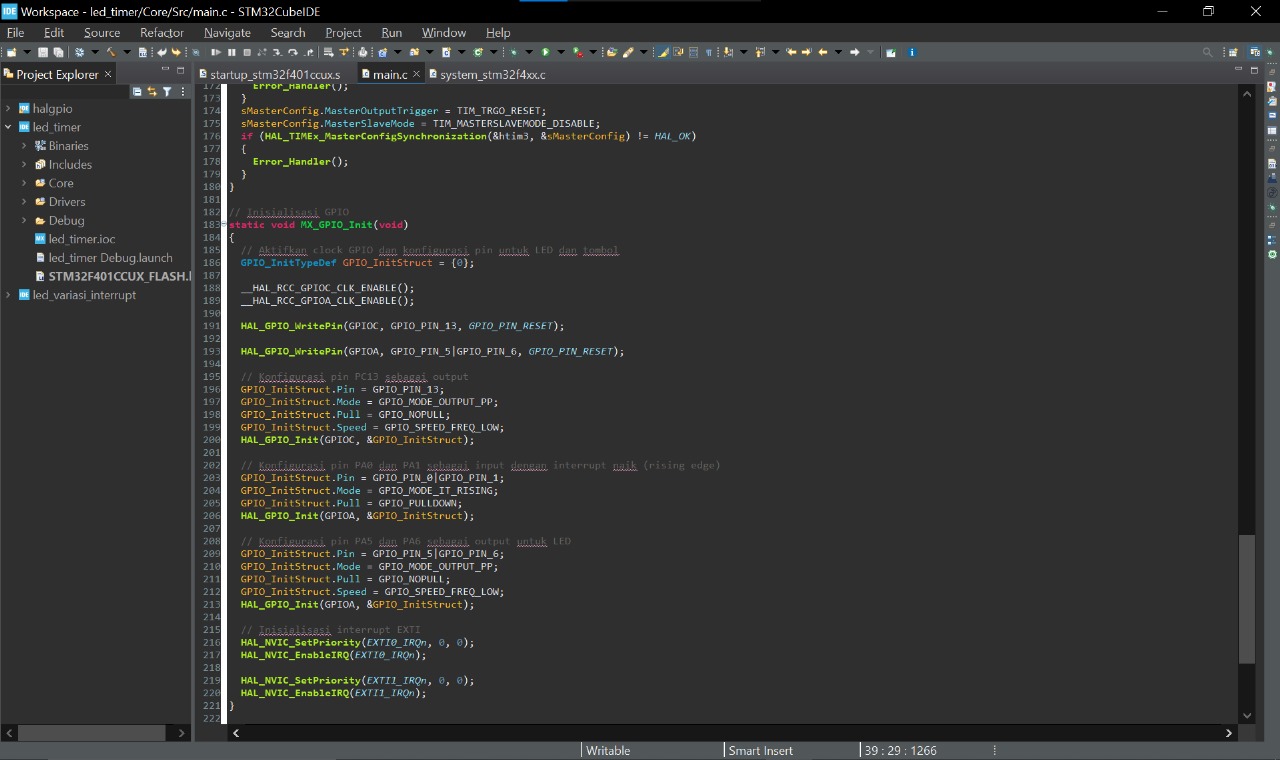 IDE Workspace - led_timer/Core/Src/main.c - STM32CubeIDE
File Edit Source Refactor Navigate Search Project Run Window Help
Project Explorer
startup_stm32f401ccux.s main.c system_stm32f4xx.c
halgpio
led_timer
Binaries
Includes
Core
Drivers
Debug
led_timer.ioc
led_timer Debug.launch
STM32F401CCUX_FLASH.l
led_variasi_interrupt
172 Error_Handler();
173 }
174 sMasterConfig.MasterOutputTrigger = TIM_TRGO_RESET;
175 sMasterConfig.MasterSlaveMode = TIM_MASTERSLAVEMODE_DISABLE;
176 if (HAL_TIMEx_MasterConfigSynchronization(&htim3, &sMasterConfig) != HAL_OK)
177 {
178 Error_Handler();
179 }
180 }
181
182 // Inisialisasi GPIO
183 static void MX_GPIO_Init(void)
184 {
185 // Aktifkan clock GPIO dan konfigurasi pin untuk LED dan tombol
186 GPIO_InitTypeDef GPIO_InitStruct = {0};
187
188 __HAL_RCC_GPIOC_CLK_ENABLE();
189 __HAL_RCC_GPIOA_CLK_ENABLE();
190
191 HAL_GPIO_WritePin(GPIOC, GPIO_PIN_13, GPIO_PIN_RESET);
192
193 HAL_GPIO_WritePin(GPIOA, GPIO_PIN_5|GPIO_PIN_6, GPIO_PIN_RESET);
194
195 // Konfigurasi pin PC13 sebagai output
196 GPIO_InitStruct.Pin = GPIO_PIN_13;
197 GPIO_InitStruct.Mode = GPIO_MODE_OUTPUT_PP;
198 GPIO_InitStruct.Pull = GPIO_NOPULL;
199 GPIO_InitStruct.Speed = GPIO_SPEED_FREQ_LOW;
200 HAL_GPIO_Init(GPIOC, &GPIO_InitStruct);
201
202 // Konfigurasi pin PA0 dan PA1 sebagai input dengan interrupt naik (rising edge)
203 GPIO_InitStruct.Pin = GPIO_PIN_0|GPIO_PIN_1;
204 GPIO_InitStruct.Mode = GPIO_MODE_IT_RISING;
205 GPIO_InitStruct.Pull = GPIO_PULLDOWN;
206 HAL_GPIO_Init(GPIOA, &GPIO_InitStruct);
207
208 // Konfigurasi pin PA5 dan PA6 sebagai output untuk LED
209 GPIO_InitStruct.Pin = GPIO_PIN_5|GPIO_PIN_6;
210 GPIO_InitStruct.Mode = GPIO_MODE_OUTPUT_PP;
211 GPIO_InitStruct.Pull = GPIO_NOPULL;
212 GPIO_InitStruct.Speed = GPIO_SPEED_FREQ_LOW;
213 HAL_GPIO_Init(GPIOA, &GPIO_InitStruct);
214
215 // Inisialisasi interrupt EXTI
216 HAL_NVIC_SetPriority(EXTI0_IRQn, 0, 0);
217 HAL_NVIC_EnableIRQ(EXTI0_IRQn);
218
219 HAL_NVIC_SetPriority(EXTI1_IRQn, 0, 0);
220 HAL_NVIC_EnableIRQ(EXTI1_IRQn);
221 }
222
Writable Smart Insert 39 : 29 : 1266